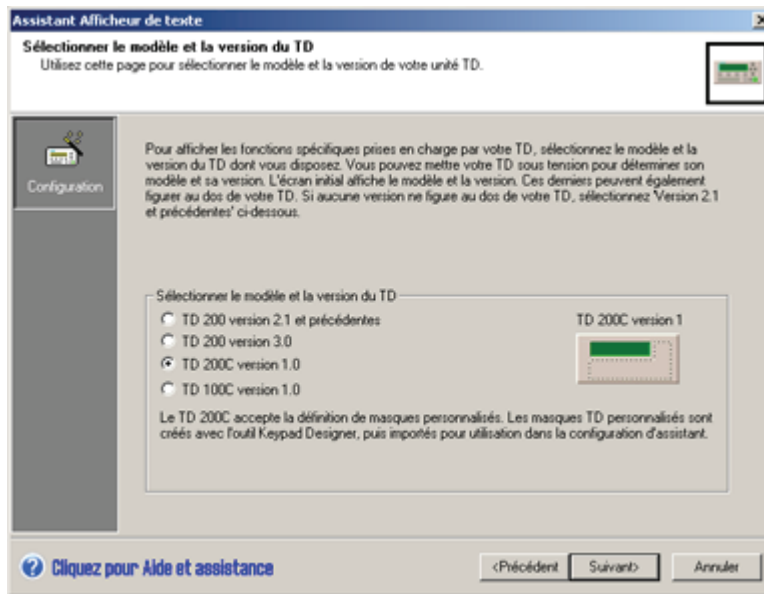 Assistant Afficheur de texte
Sélectionner le modèle et la version du TD
Utilisez cette page pour sélectionner le modèle et la version de votre unité TD.
Configuration
Pour afficher les fonctions spécifiques prises en charge par votre TD, sélectionnez le modèle et la
version du TD dont vous disposez. Vous pouvez mettre votre TD sous tension pour déterminer son
modèle et sa version. L'écran initial affiche le modèle et la version. Ces derniers peuvent également
figurer au dos de votre TD. Si aucune version ne figure au dos de votre TD, sélectionnez 'Version 2.1
et précédentes' ci-dessous.
Sélectionner le modèle et la version du TD
TD 200 version 2.1 et précédentes
TD 200C version 1
TD 200 version 3.0
TD 200C version 1.0
TD 100C version 1.0
Le TD 200C accepte la définition de masques personnalisés. Les masques TD personnalisés sont
créés avec l'outil Keypad Designer, puis importés pour utilisation dans la configuration d'assistant.
Cliquez pour Aide et assistance
<Précédent
Suivant>
Annuler